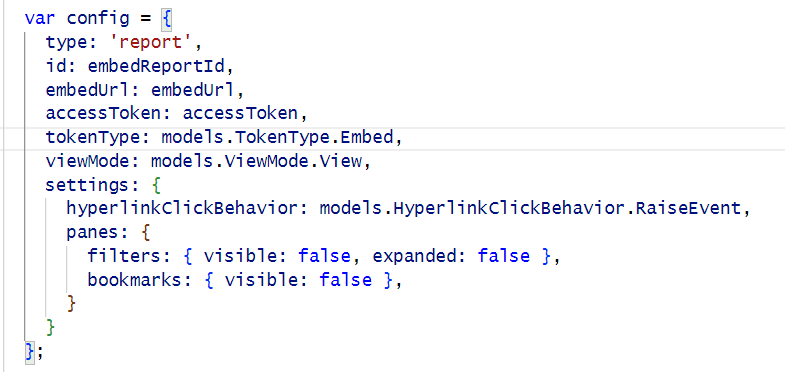 var config = {
  type: 'report',
  id: embedReportId,
  embedUrl: embedUrl,
  accessToken: accessToken,
  tokenType: models.TokenType.Embed,
  viewMode: models.ViewMode.View,
  settings: {
    hyperlinkClickBehavior: models.HyperlinkClickBehavior.RaiseEvent,
    panes: {
      filters: { visible: false, expanded: false },
      bookmarks: { visible: false },
    }
  }
};